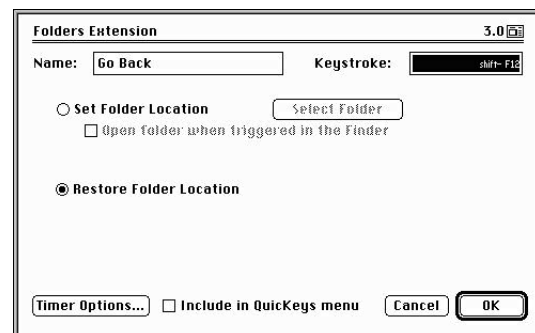 Folders Extension 3.0
Name: Go Back Keystroke: shift- F12
Set Folder Location Select Folder
Open folder when triggered in the Finder
Restore Folder Location
Timer Options... Include in QuicKeys menu Cancel OK